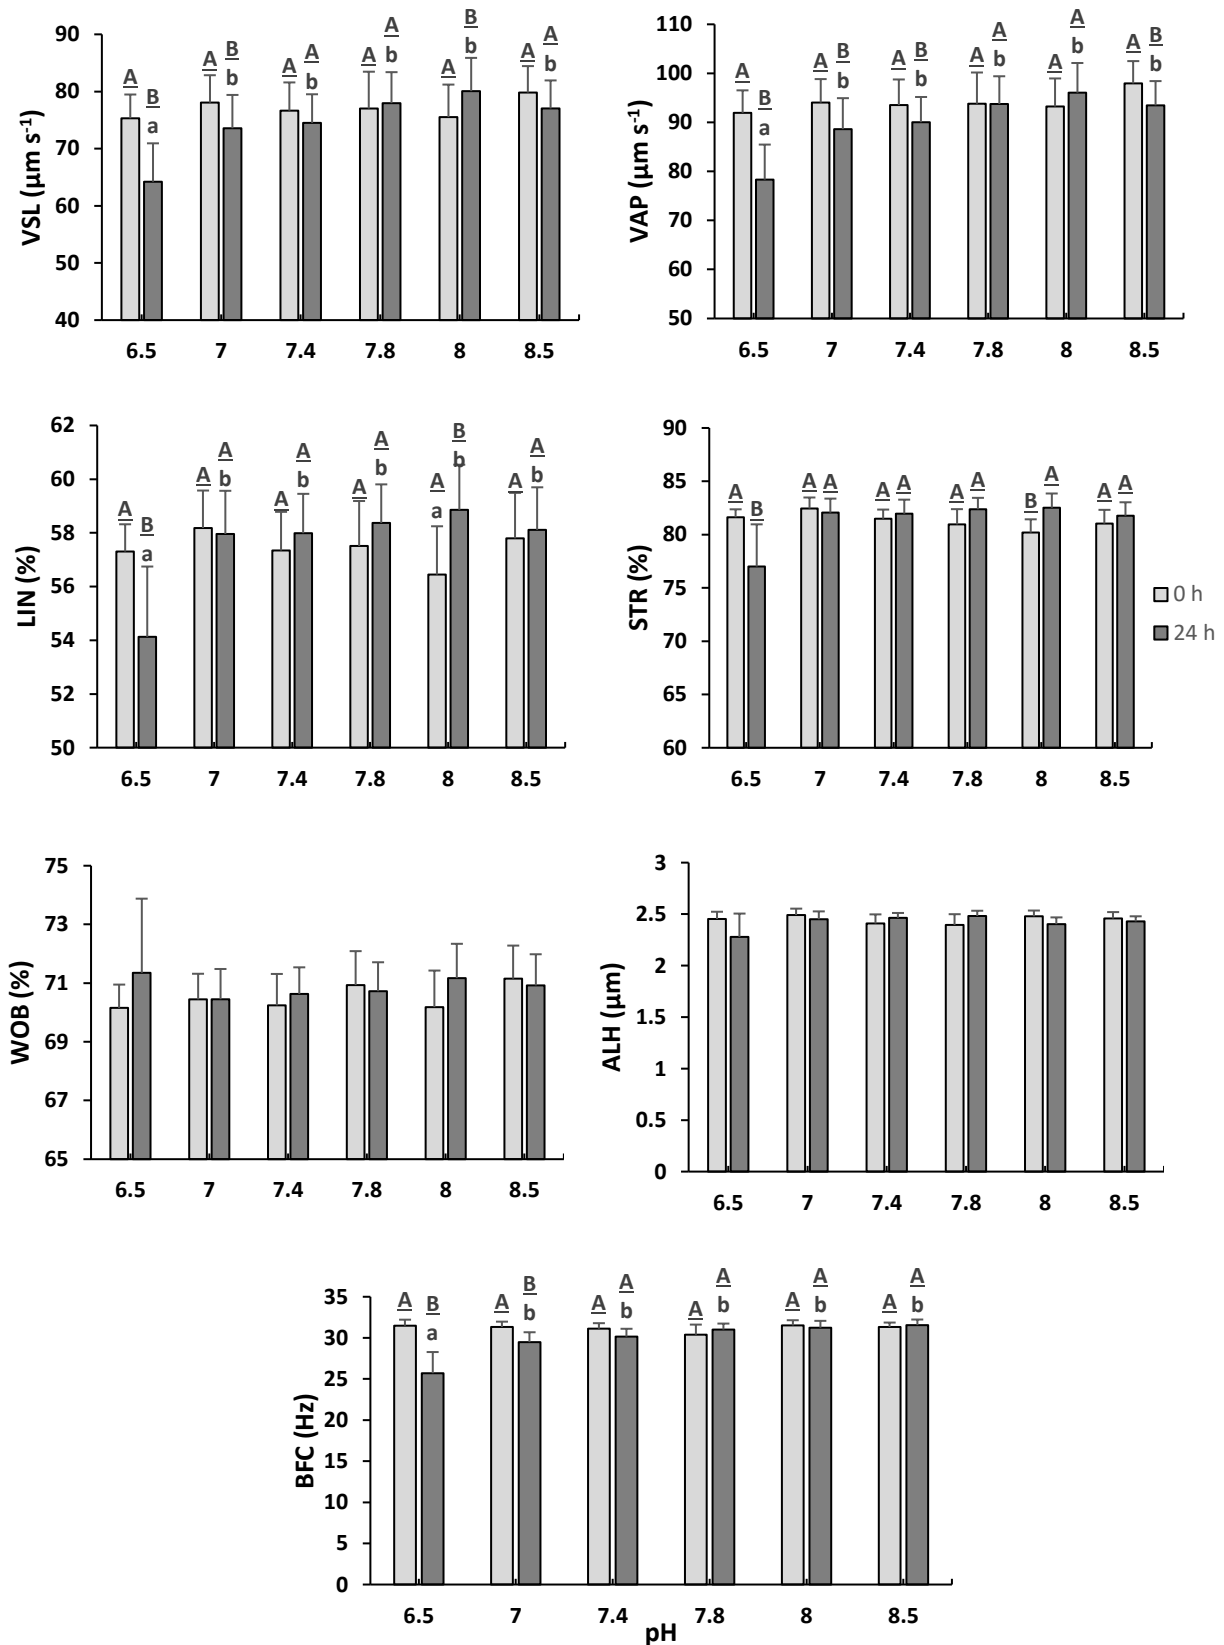 VSL (µm s⁻¹)
90
80
70
60
50
40
A B a
A B b
A A b
A A b
A B b
A A b
6.5 7 7.4 7.8 8 8.5
VAP (µm s⁻¹)
110
100
90
80
70
60
50
A B a
A B b
A B b
A A b
A A b
A B b
6.5 7 7.4 7.8 8 8.5
LIN (%)
62
60
58
56
54
52
50
A B a
A A b
A A b
A A b
A a B b
A A b
6.5 7 7.4 7.8 8 8.5
STR (%)
90
85
80
75
70
65
60
A B
A A
A A
A A
B A
A A
6.5 7 7.4 7.8 8 8.5
0 h
24 h
WOB (%)
75
73
71
69
67
65
6.5 7 7.4 7.8 8 8.5
ALH (µm)
3
2.5
2
1.5
1
0.5
0
6.5 7 7.4 7.8 8 8.5
BFC (Hz)
35
30
25
20
15
10
5
0
A B a
A B b
A A b
A A b
A A b
A A b
6.5 7 7.4 7.8 8 8.5
pH